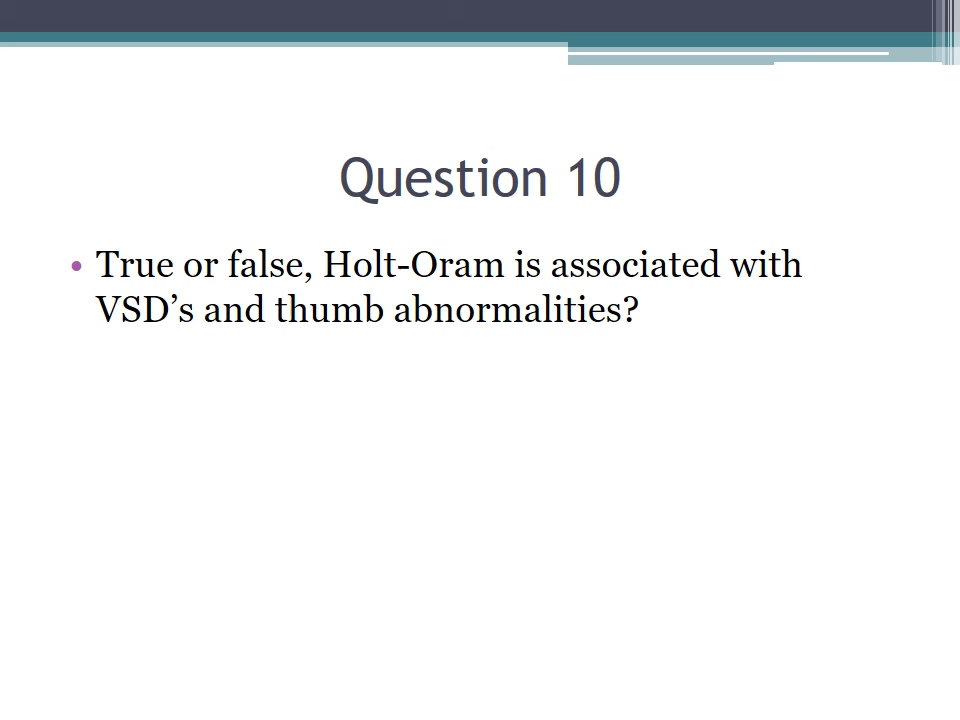 Question 10
• True or false, Holt-Oram is associated with
VSD’s and thumb abnormalities?